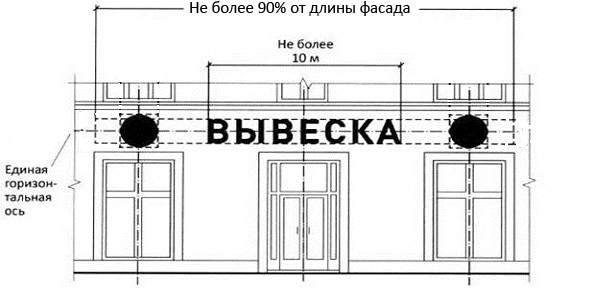 Не более 90% от длины фасада
Не более
10 м
ВЫВЕСКА
Единая
горизон-
тальная
ось